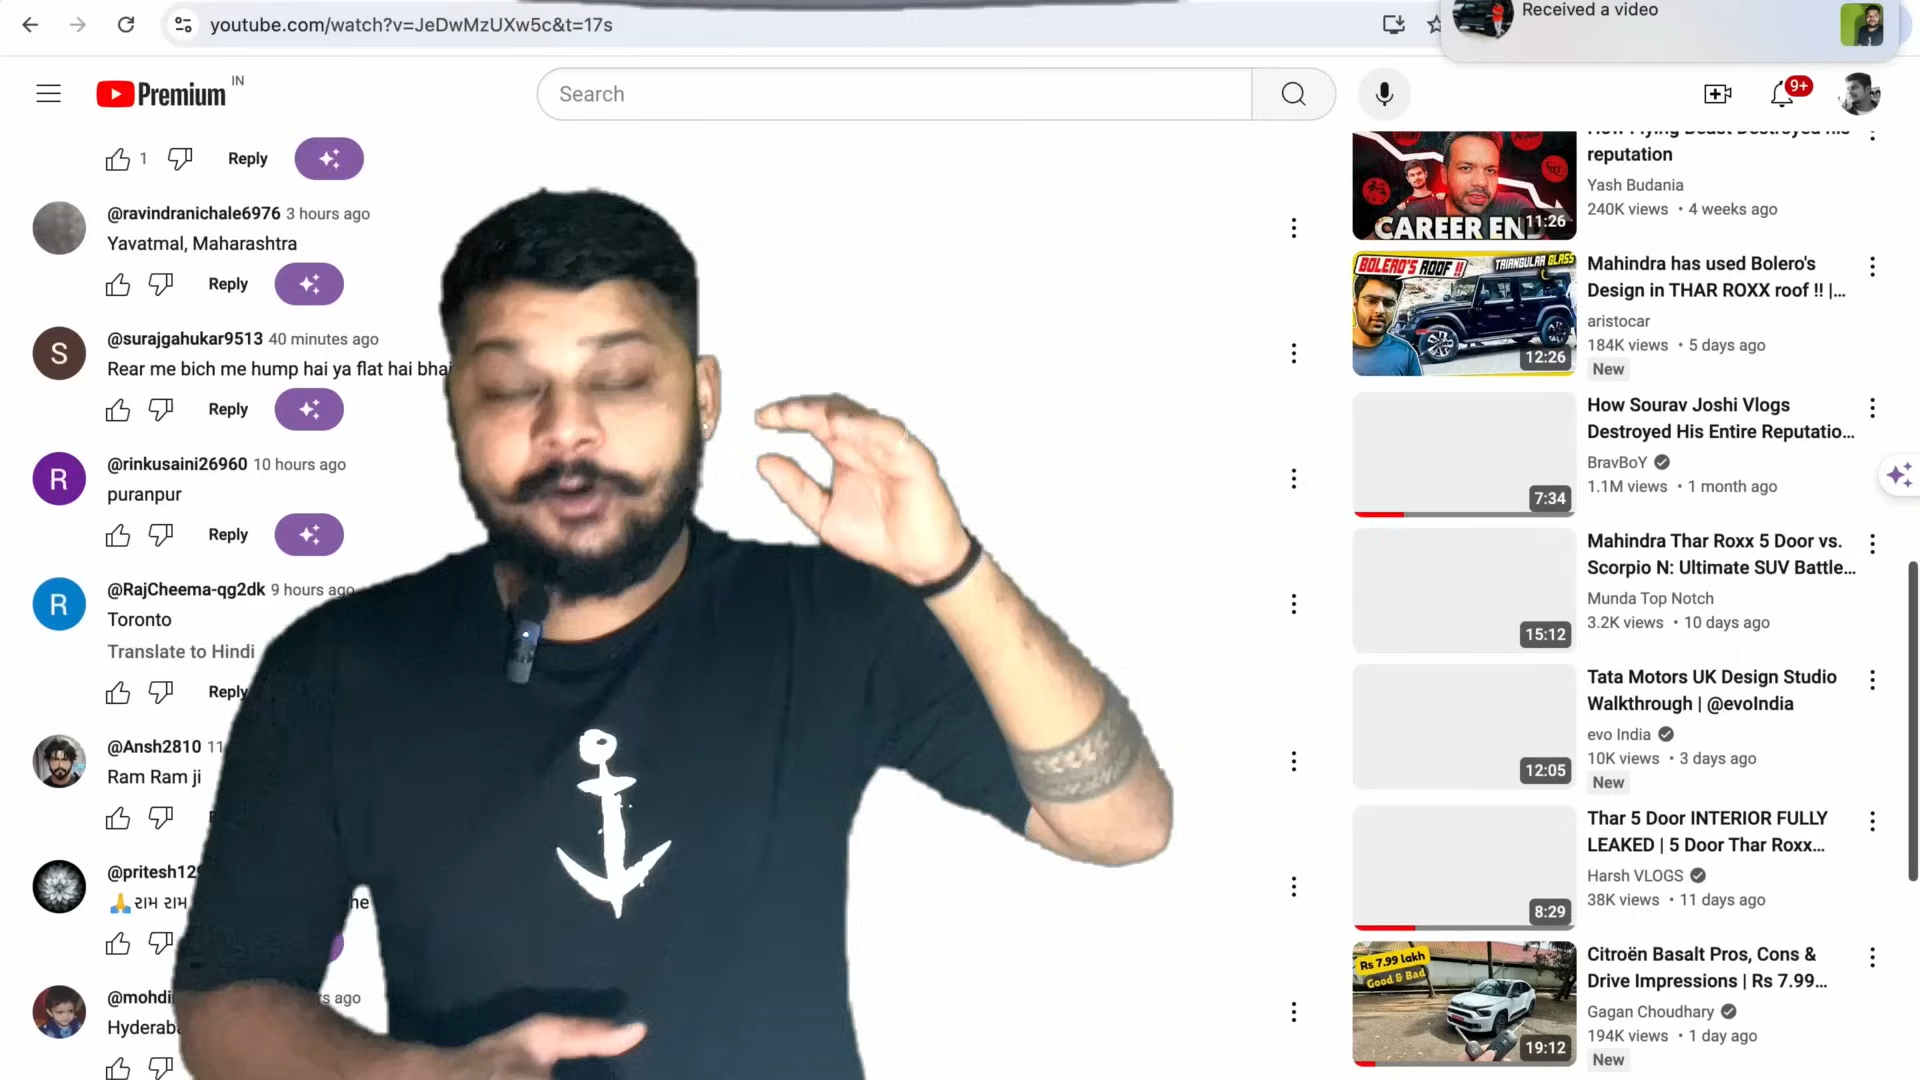 youtube.com/watch?v=JeDwMzUXw5c&t=17s
Received a video
Premium
IN
Search
9+
1
Reply
@ravindranichale6976 3 hours ago
Yavatmal, Maharashtra
Reply
@surajgahukar9513 40 minutes ago
Rear me bich me hump hai ya flat hai bhai
Reply
@rinkusaini26960 10 hours ago
puranpur
Reply
@RajCheema-qg2dk 9 hours ago
Toronto
Translate to Hindi
Reply
@Ansh2810 11
Ram Ram ji
@pritesh129
🙏રામ રામ
@mohdi
ago
Hyderaba
reputation
Yash Budania
240K views • 4 weeks ago
CAREER EN
11:26
Mahindra has used Bolero's
Design in THAR ROXX roof !! |...
aristocar
184K views • 5 days ago
New
BOLERO'S ROOF !!
TRIANGULAR GLASS
12:26
How Sourav Joshi Vlogs
Destroyed His Entire Reputatio...
BravBoY
1.1M views • 1 month ago
7:34
Mahindra Thar Roxx 5 Door vs.
Scorpio N: Ultimate SUV Battle...
Munda Top Notch
3.2K views • 10 days ago
15:12
Tata Motors UK Design Studio
Walkthrough | @evoIndia
evo India
10K views • 3 days ago
New
12:05
Thar 5 Door INTERIOR FULLY
LEAKED | 5 Door Thar Roxx...
Harsh VLOGS
38K views • 11 days ago
8:29
Citroën Basalt Pros, Cons &
Drive Impressions | Rs 7.99...
Gagan Choudhary
194K views • 1 day ago
New
Rs 7.99 lakh
Good & Bad
19:12